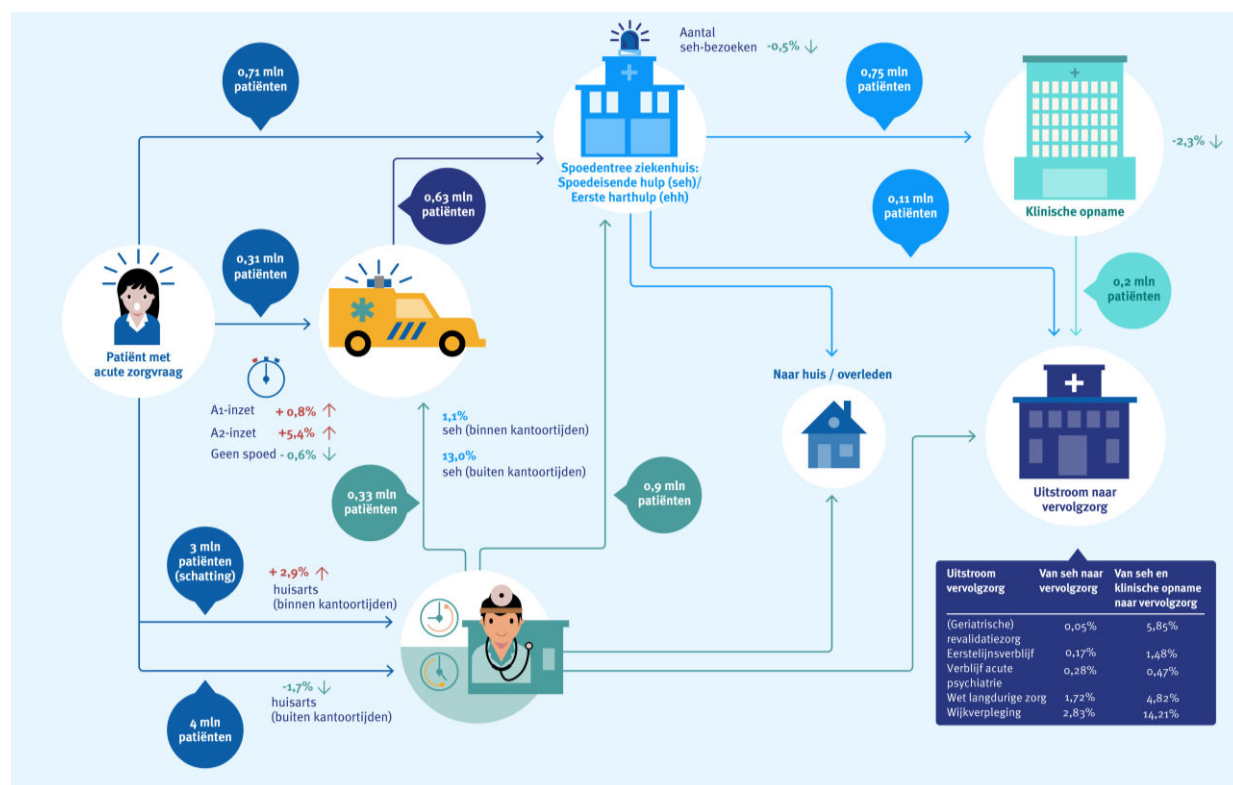 Aantal
seh-bezoeken -0,5% ↓
0,71 mln
patiënten
0,75 mln
patiënten
-2,3% ↓
Spoedentree ziekenhuis:
Spoedeisende hulp (seh)/
Eerste harthulp (ehh)
0,63 mln
patiënten
0,11 mln
patiënten
Klinische opname
0,31 mln
patiënten
0,2 mln
patiënten
Patiënt met
acute zorgvraag
Naar huis / overleden
A1-inzet + 0,8% ↑
A2-inzet +5,4% ↑
Geen spoed - 0,6% ↓
1,1%
seh (binnen kantoortijden)
13,0%
seh (buiten kantoortijden)
0,33 mln
patiënten
0,9 mln
patiënten
Uitstroom naar
vervolgzorg
3 mln
patiënten
(schatting)
+ 2,9% ↑
huisarts
(binnen kantoortijden)
-1,7% ↓
huisarts
(buiten kantoortijden)
4 mln
patiënten
Uitstroom Van seh naar Van seh en
vervolgzorg vervolgzorg klinische opname
naar vervolgzorg
(Geriatrische) 0,05% 5,85%
revalidatiezorg
Eerstelijnsverblijf 0,17% 1,48%
Verblijf acute 0,28% 0,47%
psychiatrie
Wet langdurige zorg 1,72% 4,82%
Wijkverpleging 2,83% 14,21%